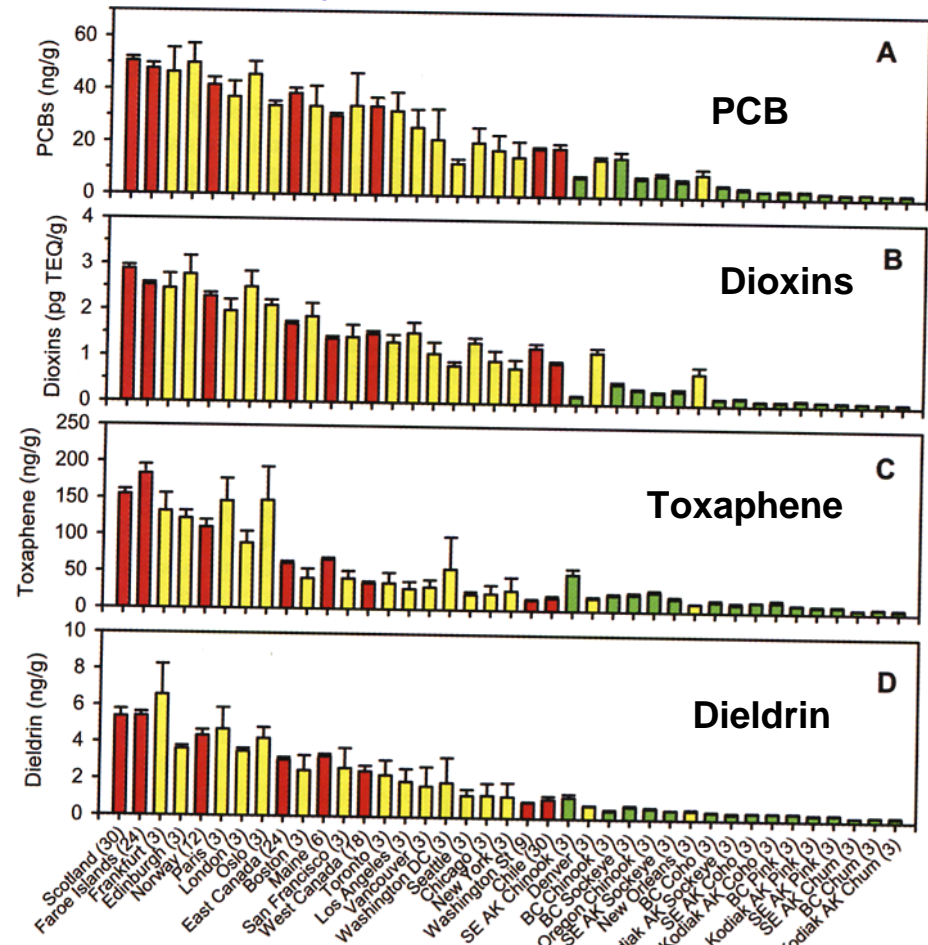 PCBs (ng/g)
60
40
20
0
A
PCB
Dioxins (pg TEQ/g)
4
3
2
1
0
B
Dioxins
Toxaphene (ng/g)
250
200
150
100
50
0
C
Toxaphene
Dieldrin (ng/g)
10
8
6
4
2
0
D
Dieldrin
Scotland (30)
Faroe Islands (24)
Frankfurt (3)
Edinburgh (3)
Norway (12)
Paris (3)
London (3)
Oslo (3)
East Canada (24)
Boston (3)
Maine (6)
San Francisco (3)
West Canada (18)
Toronto (3)
Los Angeles (3)
Vancouver (3)
Washington DC (3)
Seattle (3)
Chicago (3)
New York (3)
Washington St (9)
Chile (30)
SE AK Chinook (3)
Denver (3)
BC Chinook (3)
BC Sockeye (3)
Oregon Chinook (3)
SE AK Sockeye (3)
New Orleans (3)
BC Coho (3)
AK Sockeye (3)
SE AK Coho (3)
Kodiak AK Coho (3)
BC Pink (3)
Kodiak AK Pink (3)
SE AK Pink (3)
SE AK Chum (3)
BC Chum (3)
AK Chum (3)